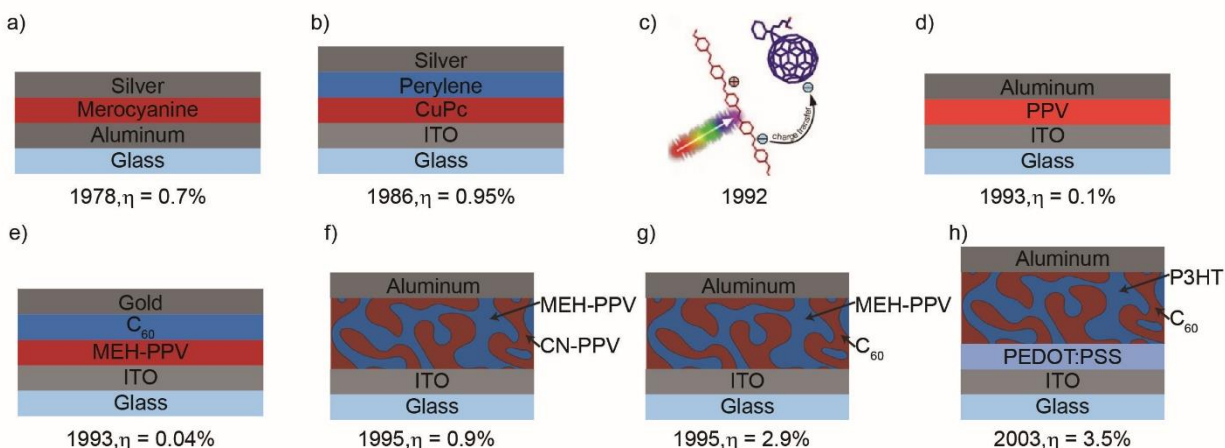 a)
Silver
Merocyanine
Aluminum
Glass
1978,η = 0.7%
b)
Silver
Perylene
CuPc
ITO
Glass
1986,η = 0.95%
c)
charge transfer
1992
d)
Aluminum
PPV
ITO
Glass
1993,η = 0.1%
e)
Gold
C₆₀
MEH-PPV
ITO
Glass
1993,η = 0.04%
f)
Aluminum
MEH-PPV
CN-PPV
ITO
Glass
1995,η = 0.9%
g)
Aluminum
MEH-PPV
C₆₀
ITO
Glass
1995,η = 2.9%
h)
Aluminum
P3HT
C₆₀
PEDOT:PSS
ITO
Glass
2003,η = 3.5%